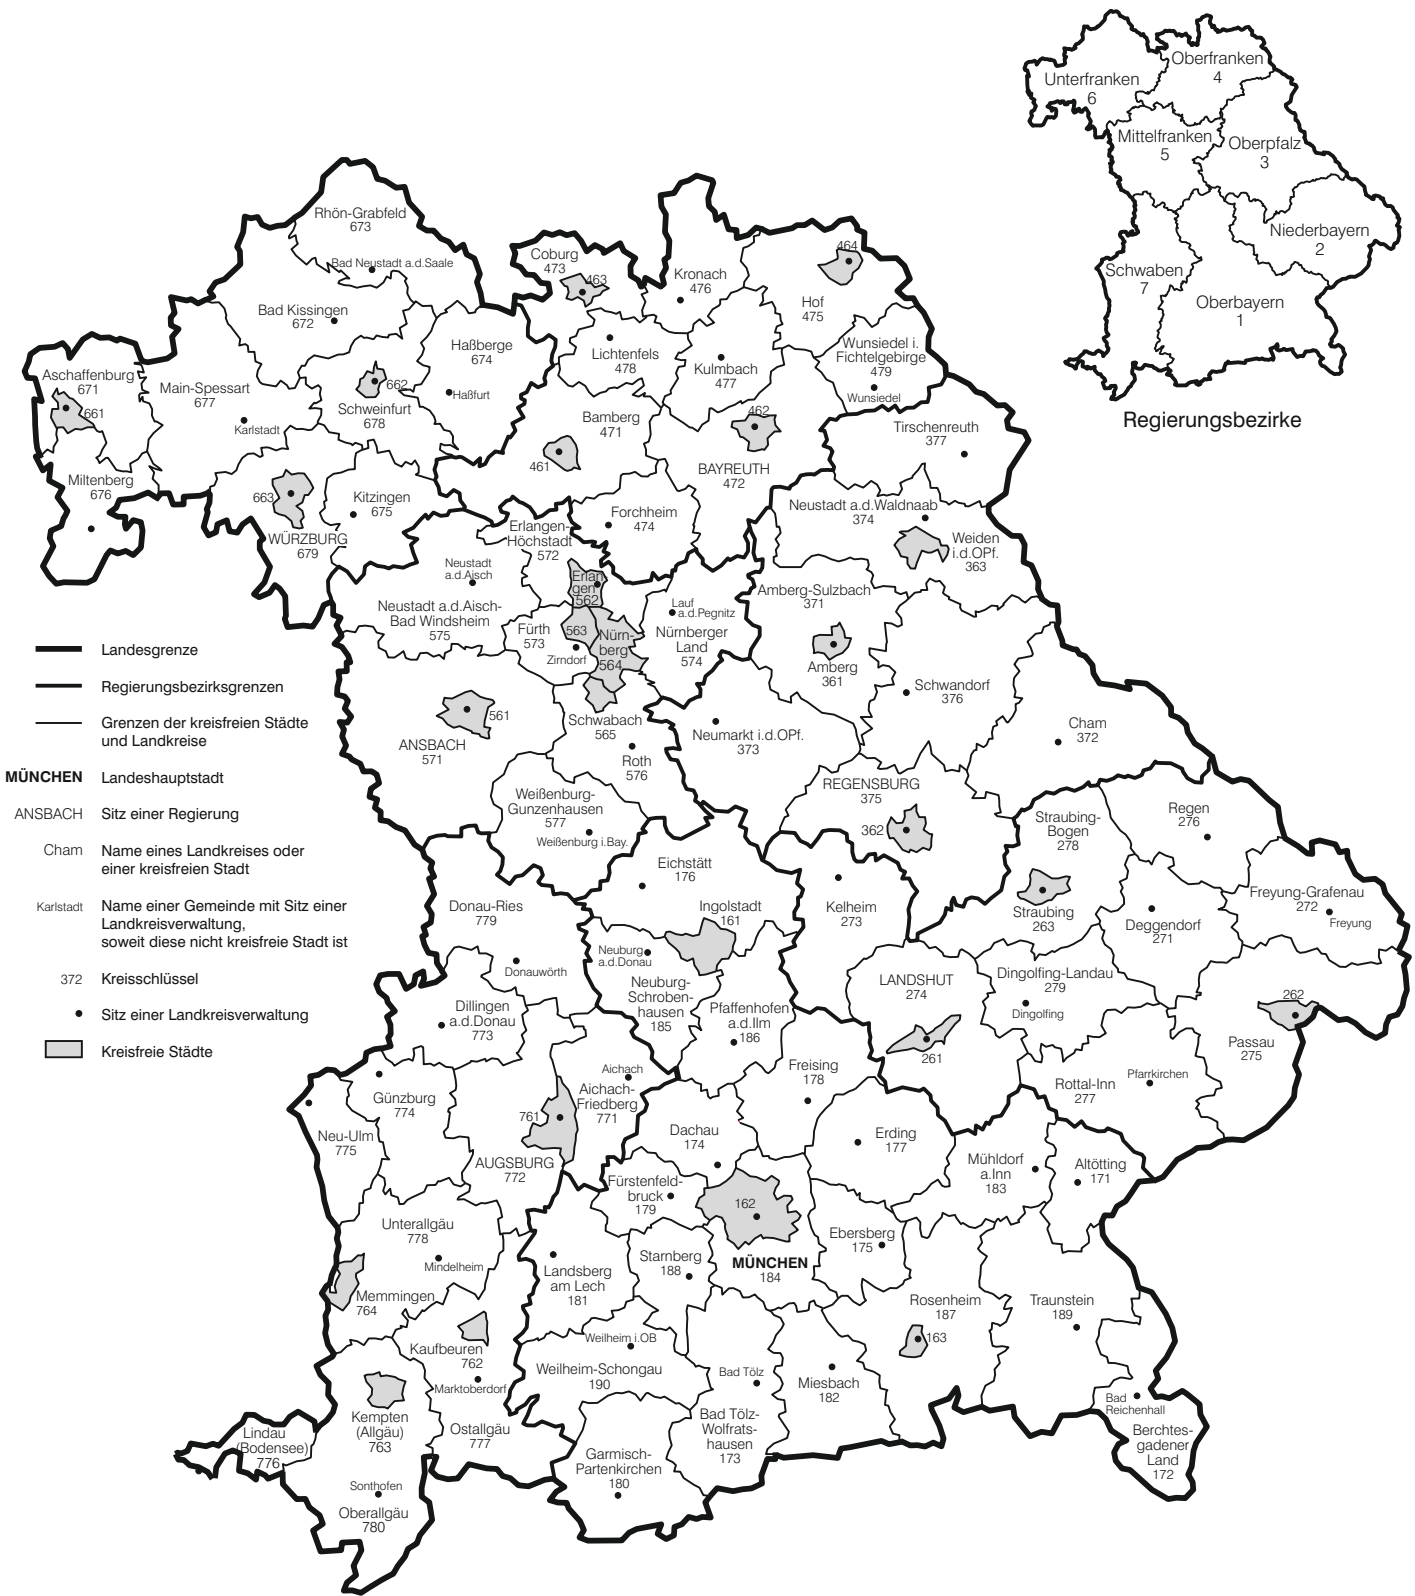 Unterfranken
6
Oberfranken
4
Mittelfranken
5
Oberpfalz
3
Niederbayern
2
Schwaben
7
Oberbayern
1
Regierungsbezirke
Rhön-Grabfeld
673
Bad Neustadt a.d.Saale
Bad Kissingen
672
Coburg
473
463
Kronach
476
464
Hof
475
Haßberge
674
Haßfurt
Lichtenfels
478
Kulmbach
477
Wunsiedel i.
Fichtelgebirge
479
Wunsiedel
Aschaffenburg
671
661
Main-Spessart
677
Karlstadt
662
Schweinfurt
678
Bamberg
471
461
462
BAYREUTH
472
Tirschenreuth
377
Miltenberg
676
663
WÜRZBURG
679
Kitzingen
675
Forchheim
474
Erlangen-
Höchstadt
572
Neustadt a.d.Waldnaab
374
Weiden
i.d.OPf.
363
Neustadt
a.d.Aisch
Neustadt a.d.Aisch-
Bad Windsheim
575
Erlan-
gen
562
Fürth
573
563
Zirndorf
Nürn-
berg
564
Lauf
a.d.Pegnitz
Nürnberger
Land
574
Amberg-Sulzbach
371
Amberg
361
Schwandorf
376
Cham
372
561
ANSBACH
571
Schwabach
565
Roth
576
Neumarkt i.d.OPf.
373
Weißenburg-
Gunzenhausen
577
Weißenburg i.Bay.
REGENSBURG
375
362
Straubing-
Bogen
278
Straubing
263
Regen
276
Landesgrenze
Regierungsbezirksgrenzen
Grenzen der kreisfreien Städte
und Landkreise
MÜNCHEN Landeshauptstadt
ANSBACH Sitz einer Regierung
Cham Name eines Landkreises oder
einer kreisfreien Stadt
Karlstadt Name einer Gemeinde mit Sitz einer
Landkreisverwaltung,
soweit diese nicht kreisfreie Stadt ist
372 Kreisschlüssel
Sitz einer Landkreisverwaltung
Kreisfreie Städte
Eichstätt
176
Ingolstadt
161
Kelheim
273
Deggendorf
271
Freyung-Grafenau
272
Freyung
Donau-Ries
779
Donauwörth
Neuburg
a.d.Donau
Neuburg-
Schroben-
hausen
185
Pfaffenhofen
a.d.Ilm
186
LANDSHUT
274
261
Dingolfing-Landau
279
Dingolfing
262
Passau
275
Rottal-Inn
277
Pfarrkirchen
Dillingen
a.d.Donau
773
Günzburg
774
Neu-Ulm
775
761
AUGSBURG
772
Aichach
Aichach-
Friedberg
771
Freising
178
Dachau
174
Erding
177
Mühldorf
a.Inn
183
Altötting
171
Fürstenfeld-
bruck
179
162
MÜNCHEN
184
Ebersberg
175
Unterallgäu
778
Mindelheim
Memmingen
764
Landsberg
am Lech
181
Starnberg
188
Rosenheim
187
163
Traunstein
189
Kaufbeuren
762
Marktoberdorf
Ostallgäu
777
Weilheim i.OB
Weilheim-Schongau
190
Bad Tölz
Bad Tölz-
Wolfrats-
hausen
173
Miesbach
182
Bad
Reichenhall
Berchtes-
gadener
Land
172
Kempten
(Allgäu)
763
Lindau
(Bodensee)
776
Sonthofen
Oberallgäu
780
Garmisch-
Partenkirchen
180